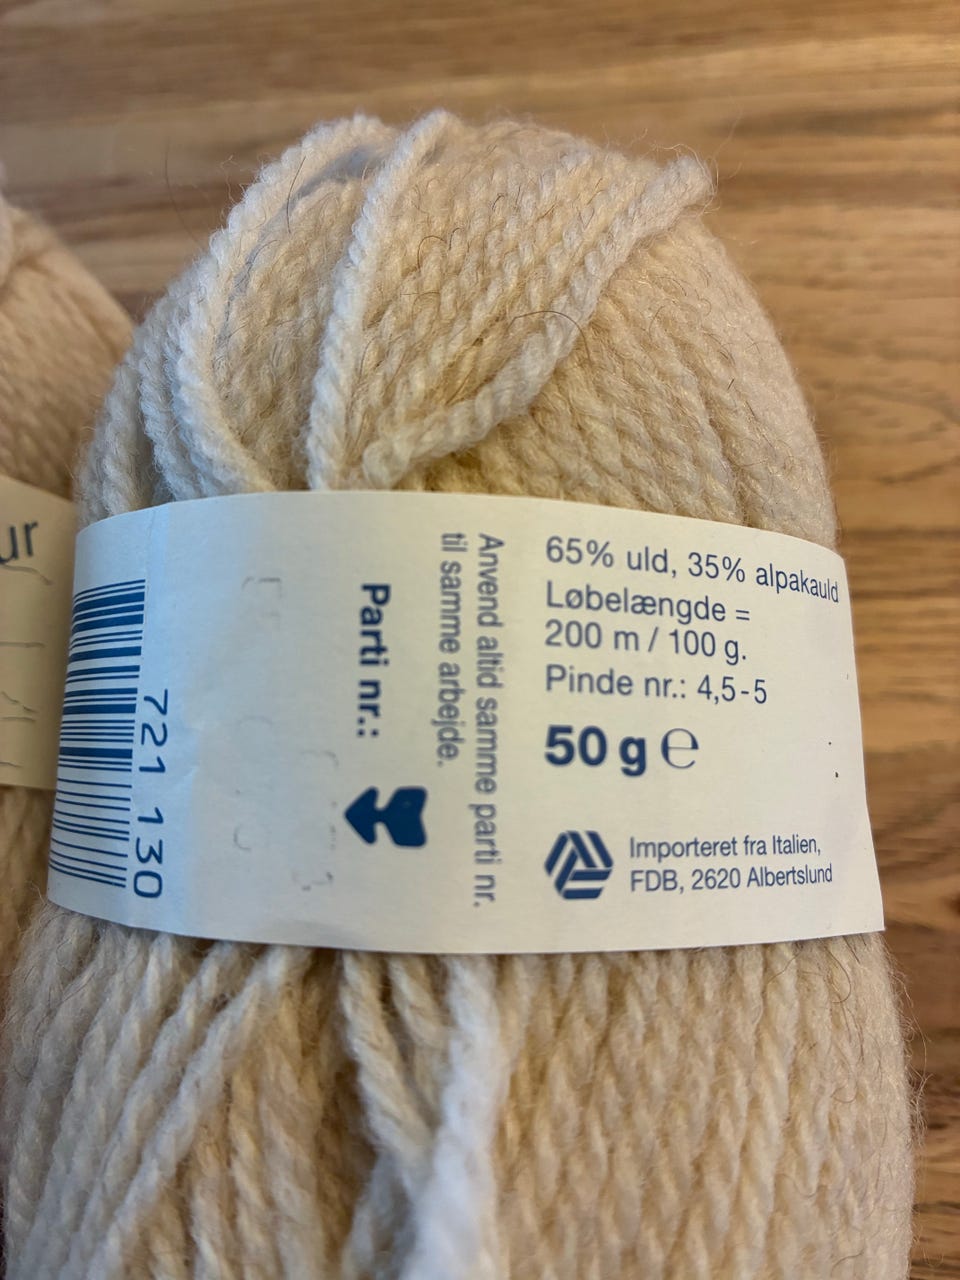 65% uld, 35% alpakauld
Løbelængde =
200 m / 100 g.
Pinde nr.: 4,5-5
50 g ℮
Importeret fra Italien,
FDB, 2620 Albertslund
Anvend altid samme parti nr.
til samme arbejde.
Parti nr.:
721 130
ur